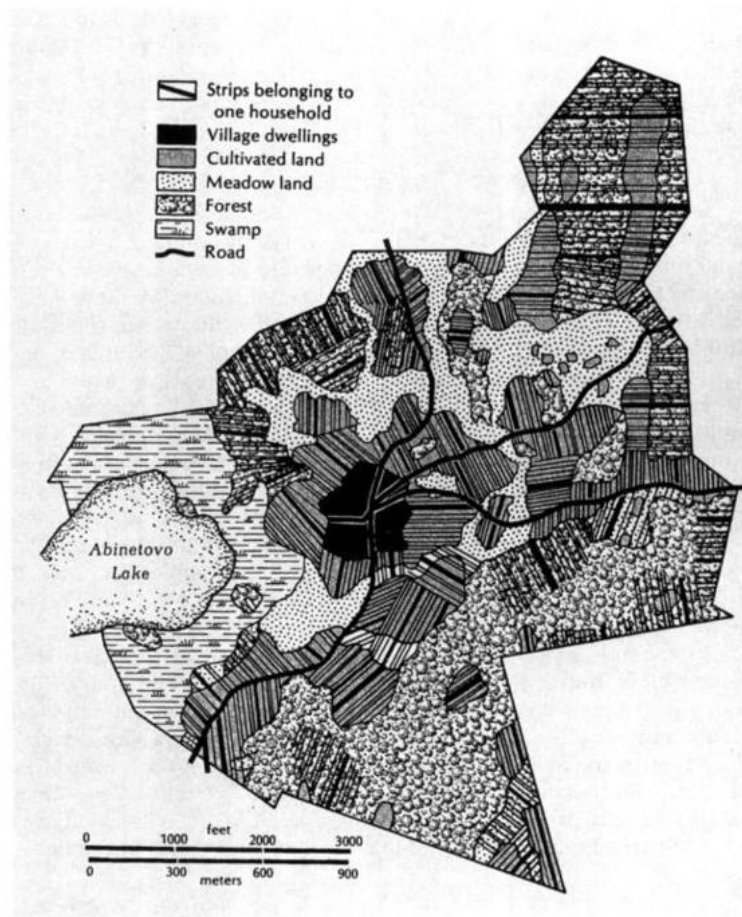 Strips belonging to
one household
Village dwellings
Cultivated land
Meadow land
Forest
Swamp
Road
Abinetovo
Lake
feet
0 1000 2000 3000
0 300 600 900
meters